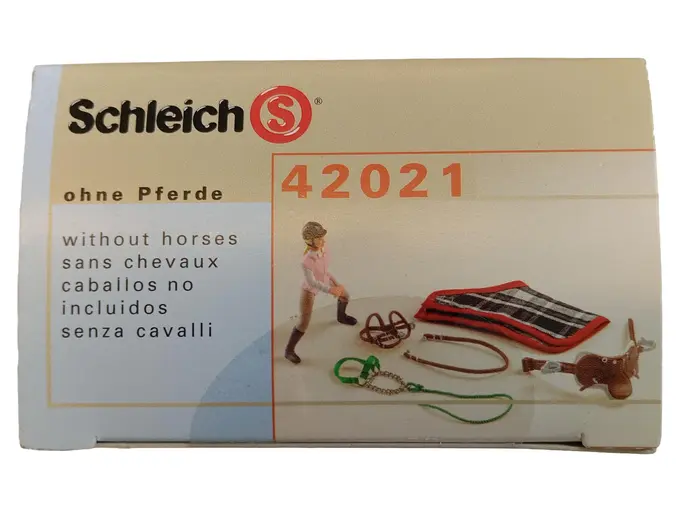 Schleich S ®
42021
ohne Pferde
without horses
sans chevaux
caballos no
incluidos
senza cavalli